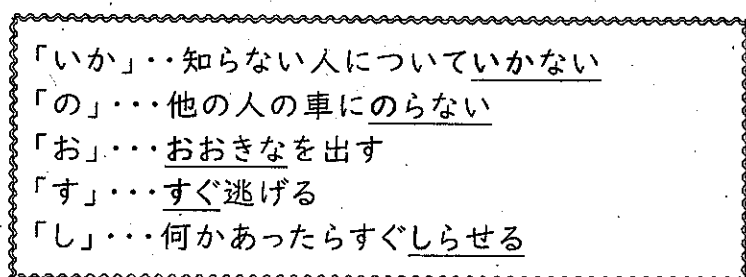 「いか」‥知らない人についていかない
「の」･･･他の人の車にのらない
「お」･･･おおきなを出す
「す」･･･すぐ逃げる
「し」･･･何かあったらすぐしらせる